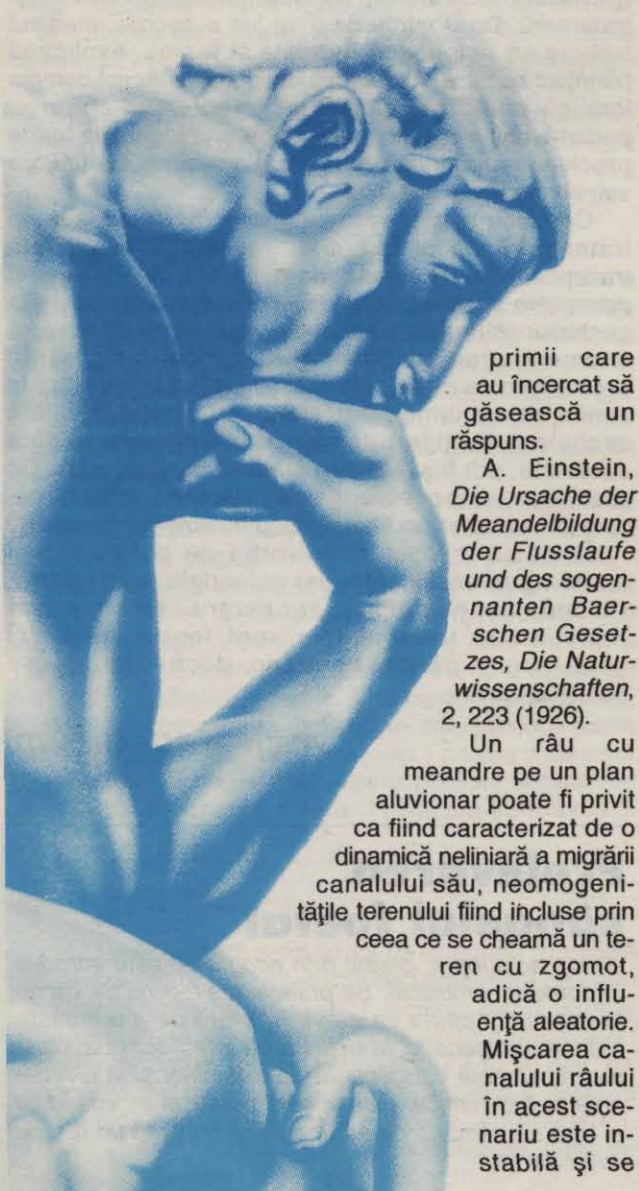 primii care
au încercat să
găsească un
răspuns.
A. Einstein,
Die Ursache der
Meandelbildung
der Flusslaufe
und des sogen-
nanten Baer-
schen Geset-
zes, Die Natur-
wissenschaften,
2, 223 (1926).
Un râu cu
meandre pe un plan
aluvionar poate fi privit
ca fiind caracterizat de o
dinamică neliniară a migrării
canalului său, neomogeni-
tăţile terenului fiind incluse prin
ceea ce se cheamă un te-
ren cu zgomot,
adică o influ-
enţă aleatorie.
Mişcarea ca-
nalului râului
în acest sce-
nariu este in-
stabilă şi se